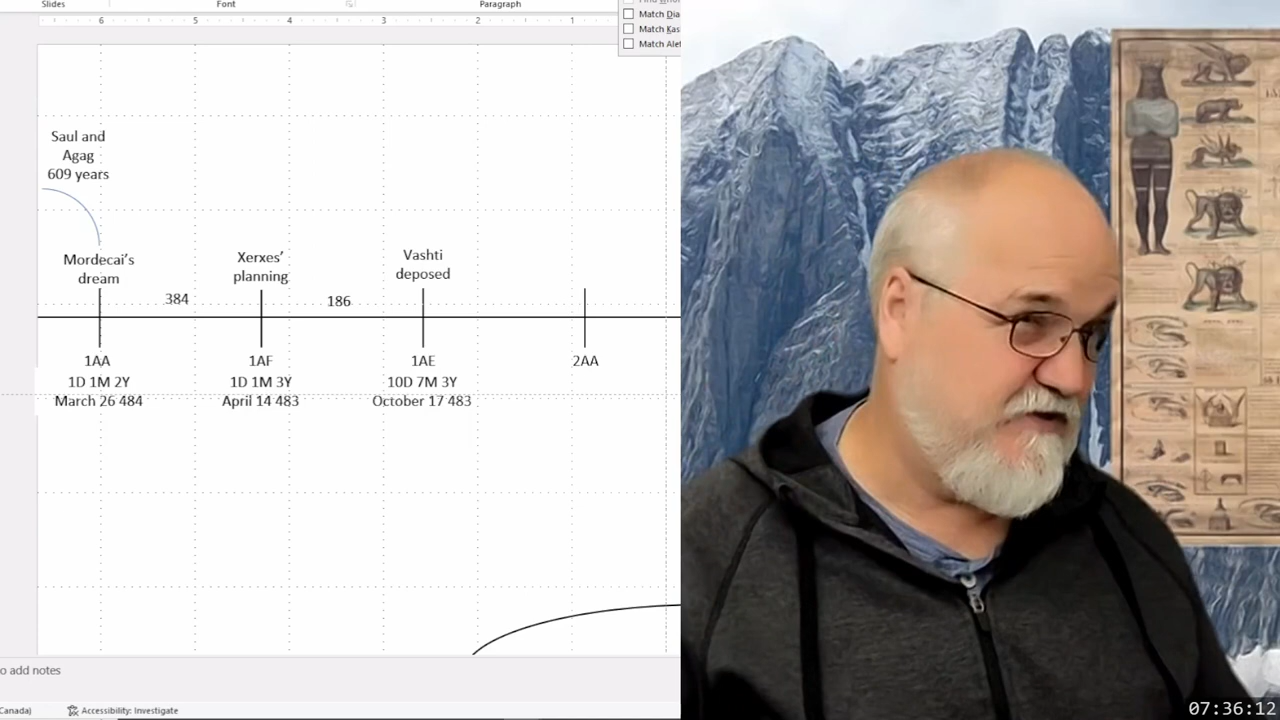 Slides Font Paragraph
6 5 4 3 2 1
Match Dia
Match Kas
Match Alef
Saul and
Agag
609 years
Mordecai's
dream
Xerxes'
planning
Vashti
deposed
384
186
1AA
1AF
1AE
2AA
1D 1M 2Y
1D 1M 3Y
10D 7M 3Y
March 26 484
April 14 483
October 17 483
o add notes
Canada)
Accessibility: Investigate
07:36:12